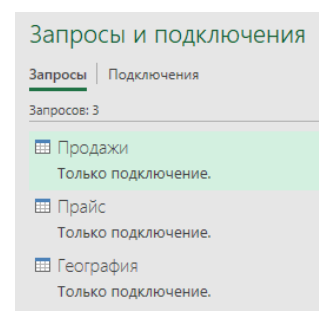 Запросы и подключения
Запросы | Подключения
Запросов: 3
Продажи
Только подключение.
Прайс
Только подключение.
География
Только подключение.